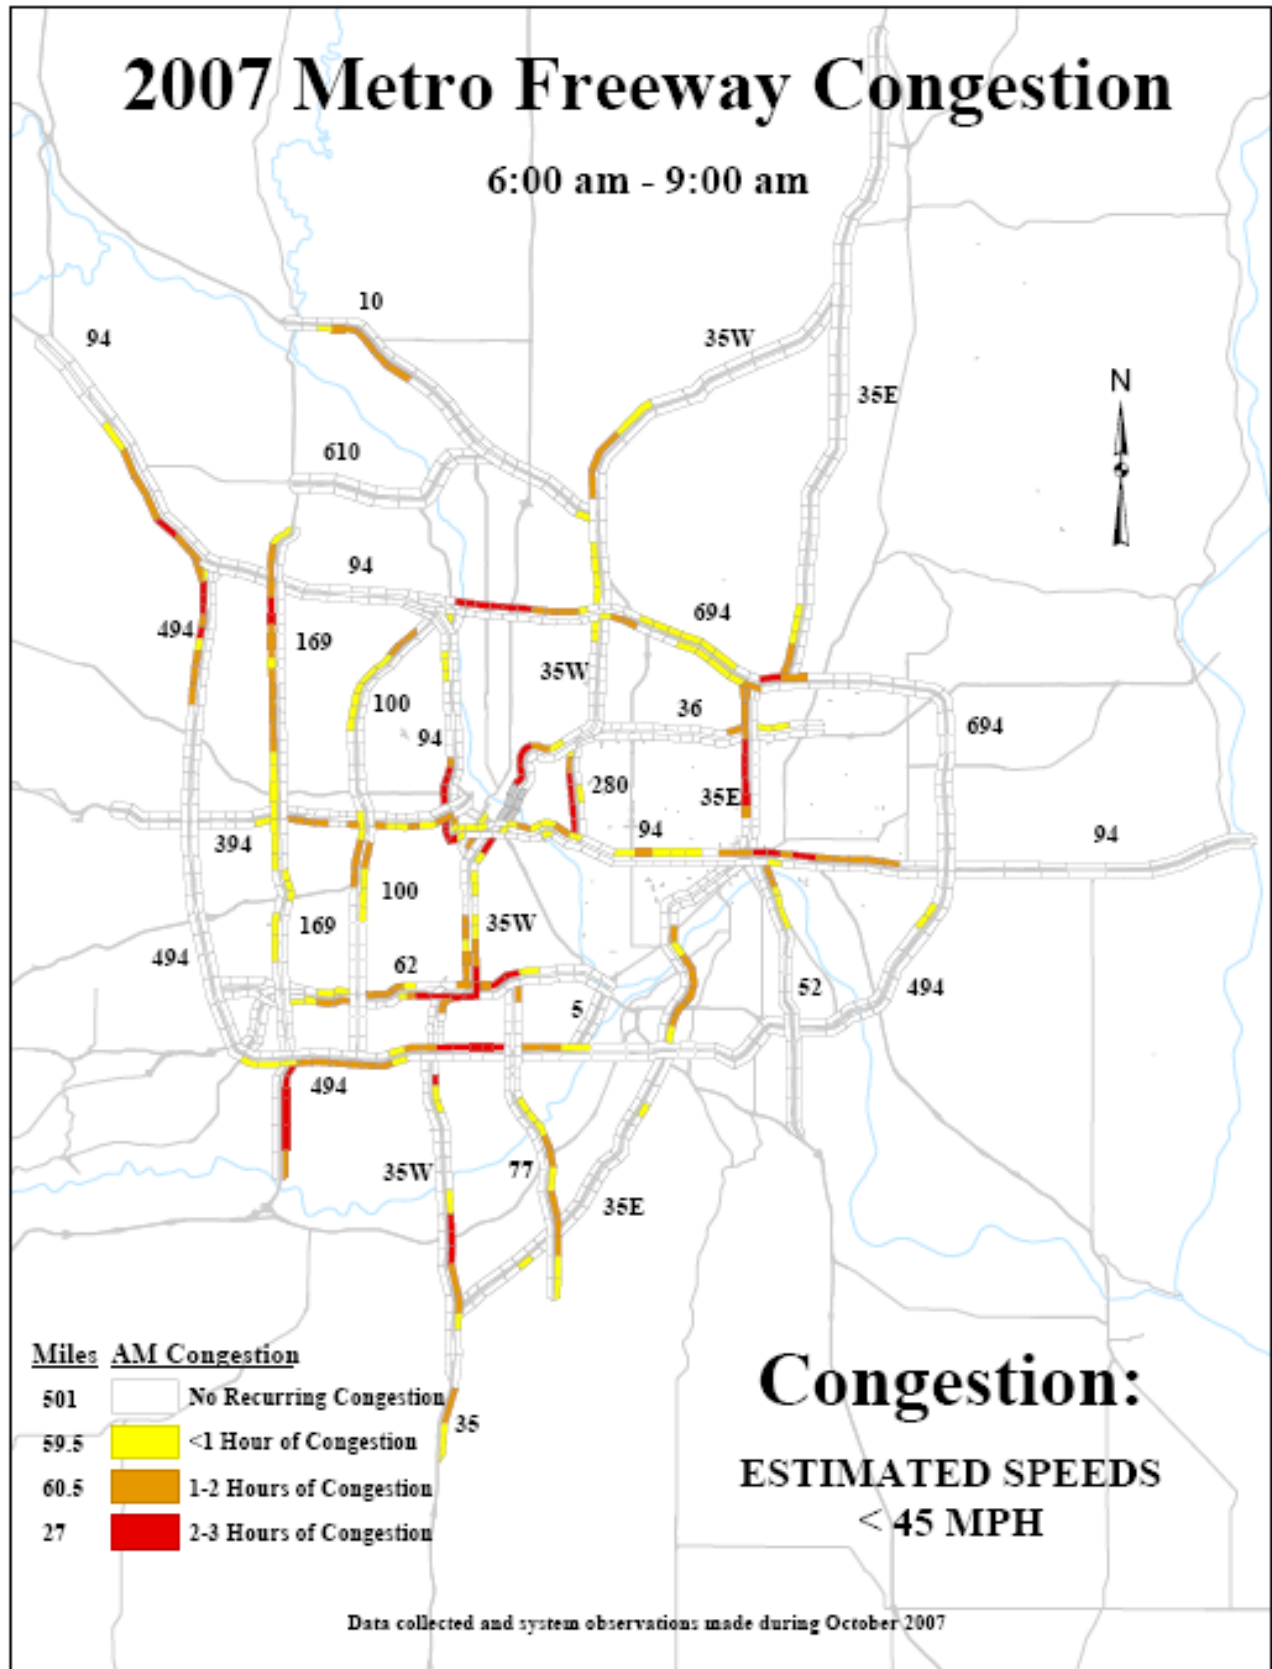 2007 Metro Freeway Congestion
6:00 am - 9:00 am
10
94
35W
35E
N
610
94
494
169
694
35W
100
36
94
694
280
35E
394
94
94
100
169
35W
494
62
52
494
5
494
35W
77
35E
Miles AM Congestion
501 No Recurring Congestion
59.5 <1 Hour of Congestion
60.5 1-2 Hours of Congestion
27 2-3 Hours of Congestion
35
Congestion:
ESTIMATED SPEEDS
< 45 MPH
Data collected and system observations made during October 2007